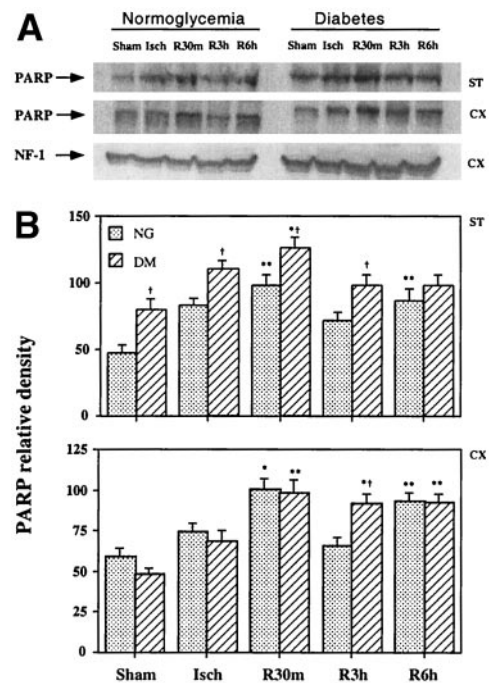 A
Normoglycemia Diabetes
Sham Isch R30m R3h R6h Sham Isch R30m R3h R6h
PARP ST
PARP CX
NF-1 CX
B
PARP relative density
150 ST
NG
DM
100
50
0
† † ** *† † **
125 CX
100
75
50
25
0
* ** *† ** **
Sham Isch R30m R3h R6h